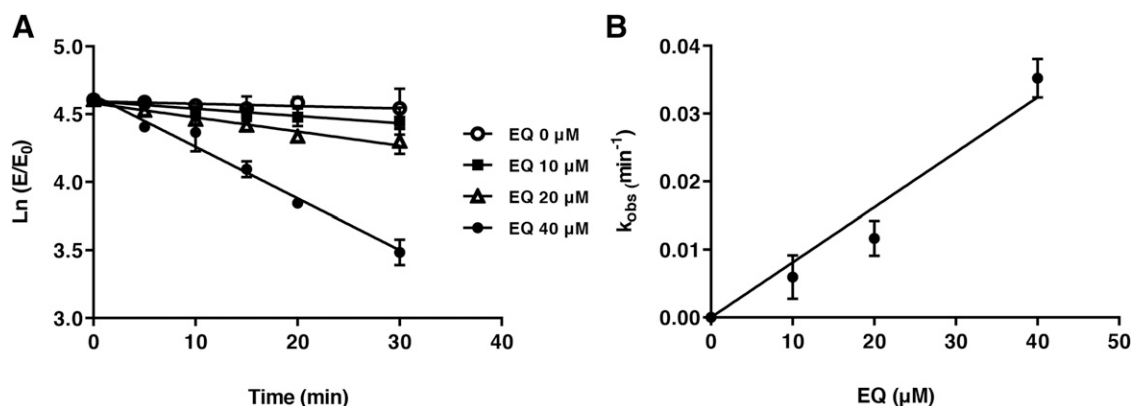 A
Ln (E/E0)
5.0
4.5
4.0
3.5
3.0
0
10
20
30
40
Time (min)
EQ 0 µM
EQ 10 µM
EQ 20 µM
EQ 40 µM
B
kobs (min-1)
0.04
0.03
0.02
0.01
0.00
0
10
20
30
40
50
EQ (µM)